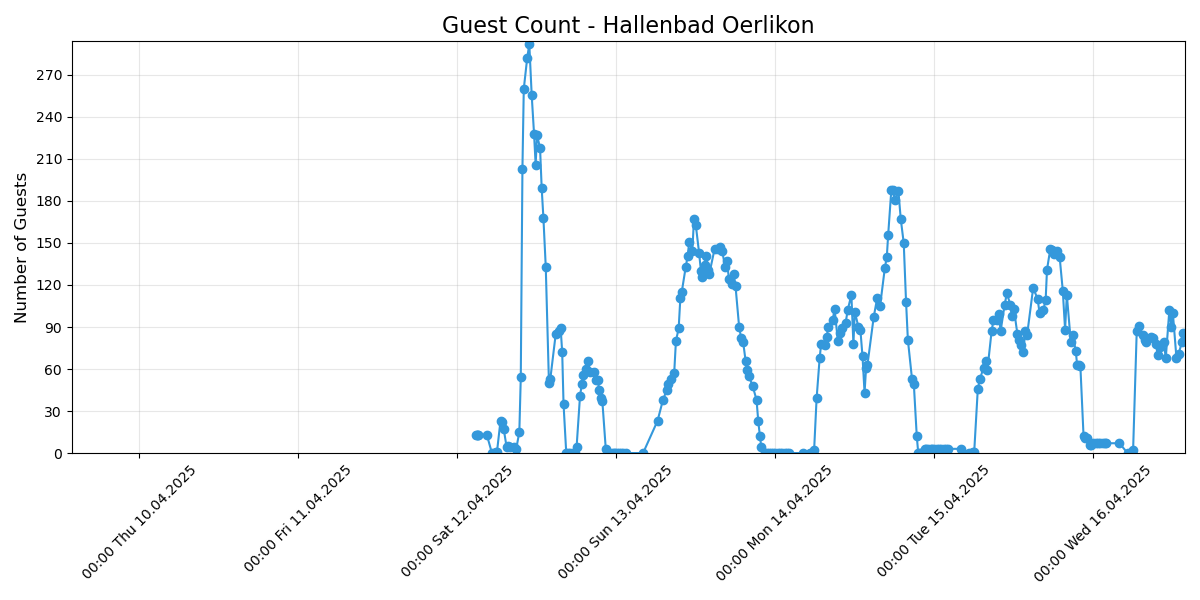 Guest Count - Hallenbad Oerlikon
Number of Guests
270
240
210
180
150
120
90
60
30
0
00:00 Thu 10.04.2025
00:00 Fri 11.04.2025
00:00 Sat 12.04.2025
00:00 Sun 13.04.2025
00:00 Mon 14.04.2025
00:00 Tue 15.04.2025
00:00 Wed 16.04.2025